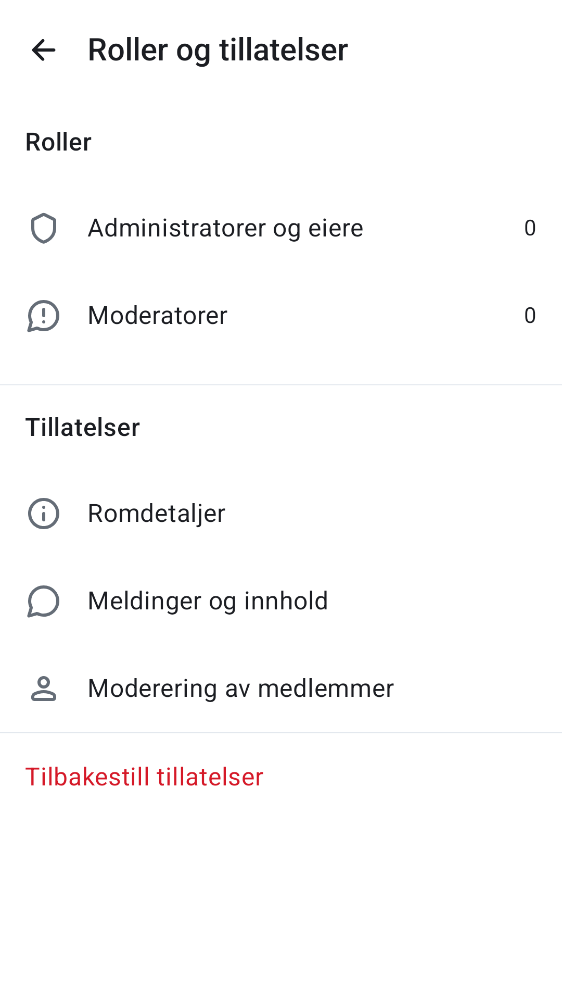 Roller og tillatelser
Roller
Administratorer og eiere 0
Moderatorer 0
Tillatelser
Romdetaljer
Meldinger og innhold
Moderering av medlemmer
Tilbakestill tillatelser